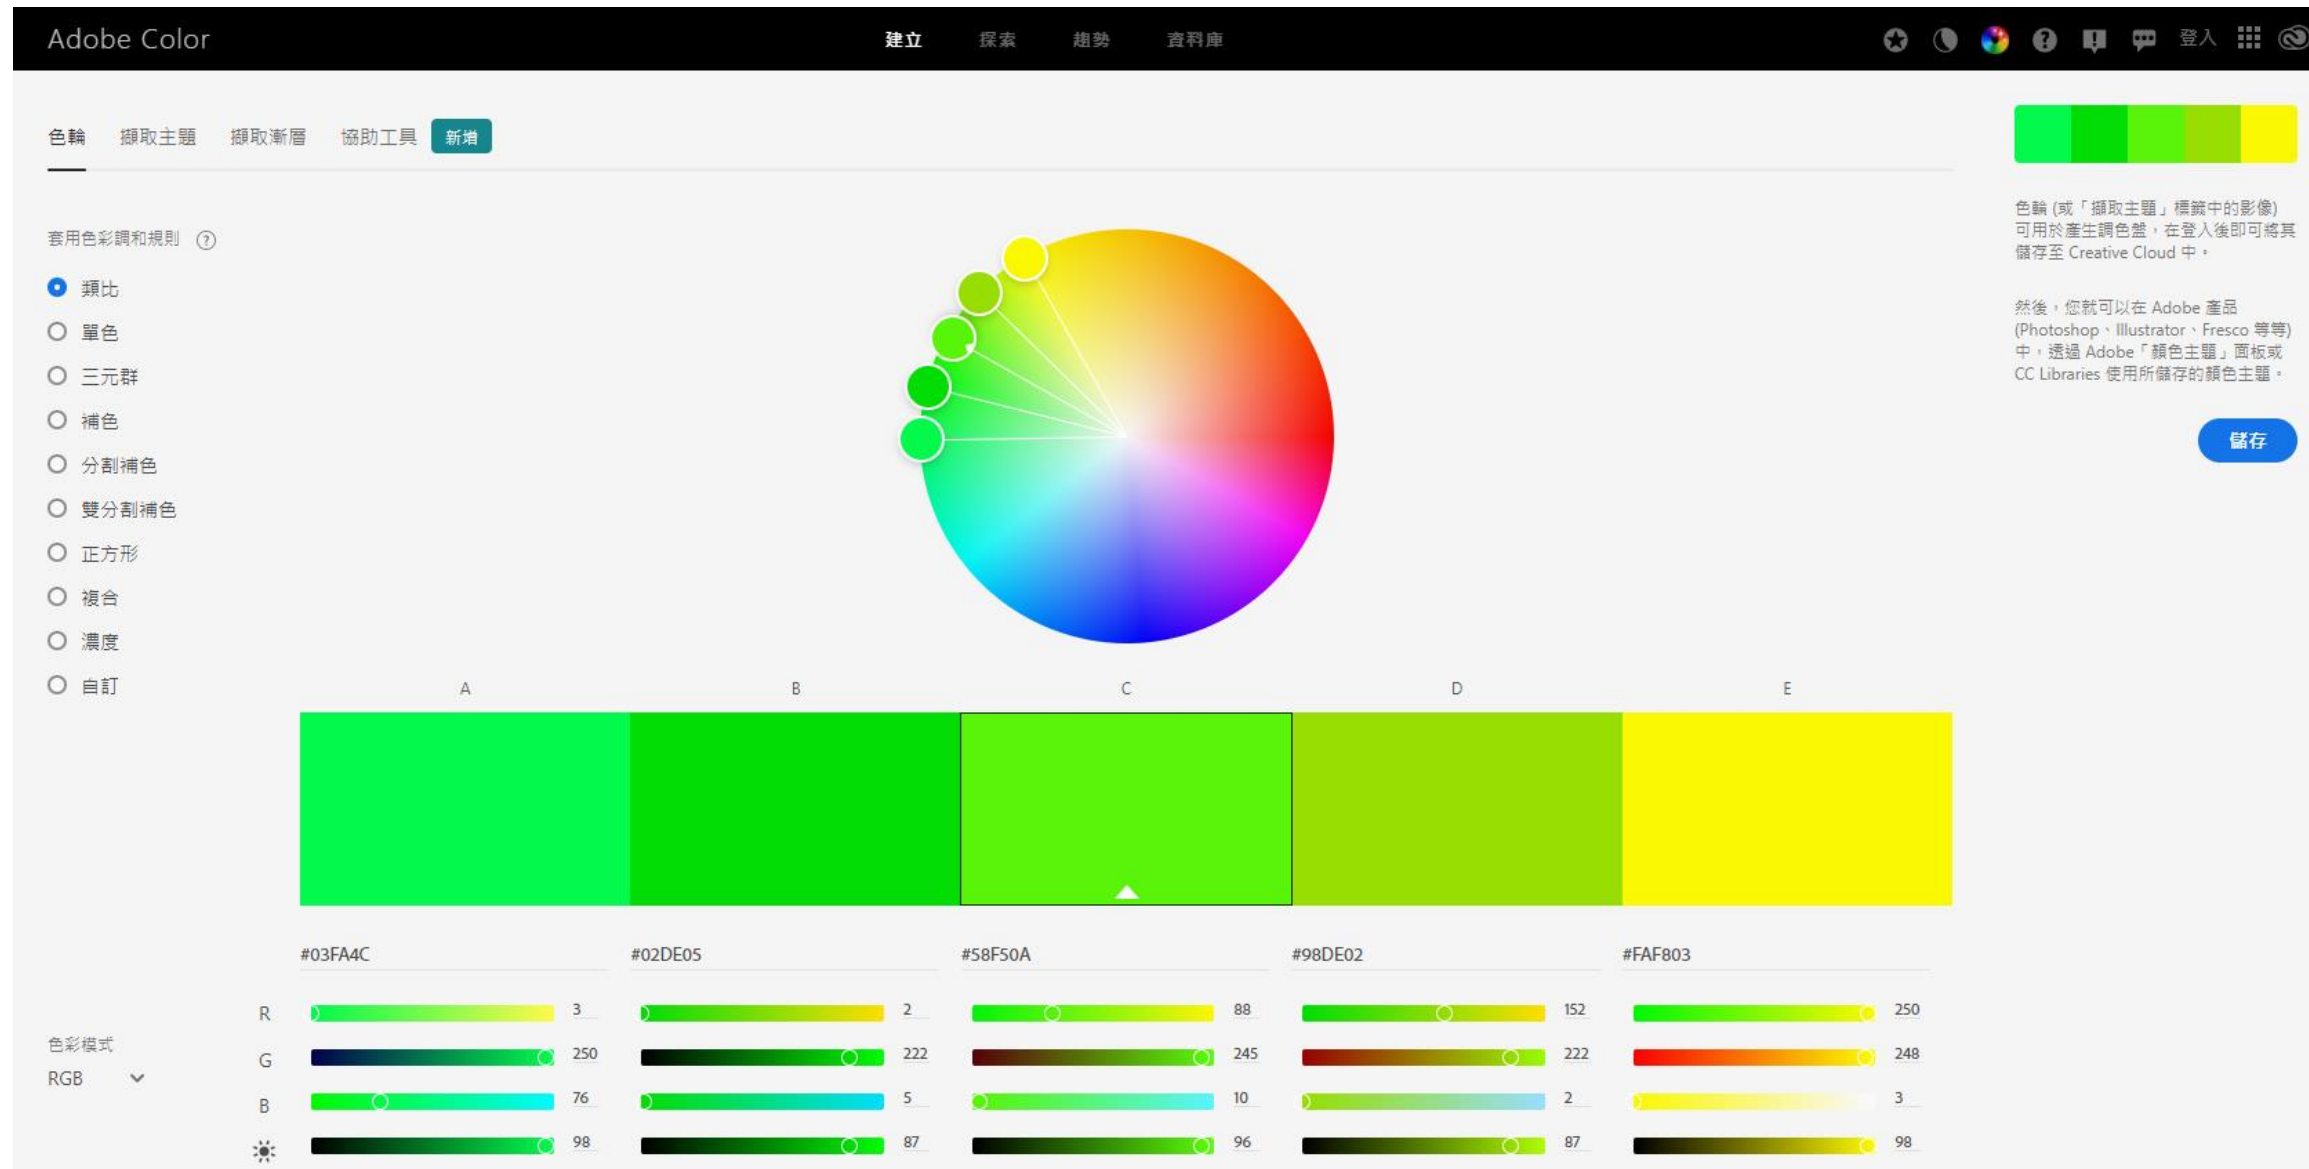 Adobe Color
建立 探索 趨勢 資料庫
登入
色輪 擷取主題 擷取漸層 協助工具 新增
套用色彩調和規則
類比
單色
三元群
補色
分割補色
雙分割補色
正方形
複合
濃度
自訂
色輪 (或「擷取主題」標籤中的影像)
可用於產生調色盤，在登入後即可將其
儲存至 Creative Cloud 中。
然後，您就可以在 Adobe 產品
(Photoshop、Illustrator、Fresco 等等)
中，透過 Adobe「顏色主題」面板或
CC Libraries 使用所儲存的顏色主題。
儲存
A B C D E
#03FA4C #02DE05 #58F50A #98DE02 #FAF803
色彩模式
RGB
R 3 2 88 152 250
G 250 222 245 222 248
B 76 5 10 2 3
98 87 96 87 98